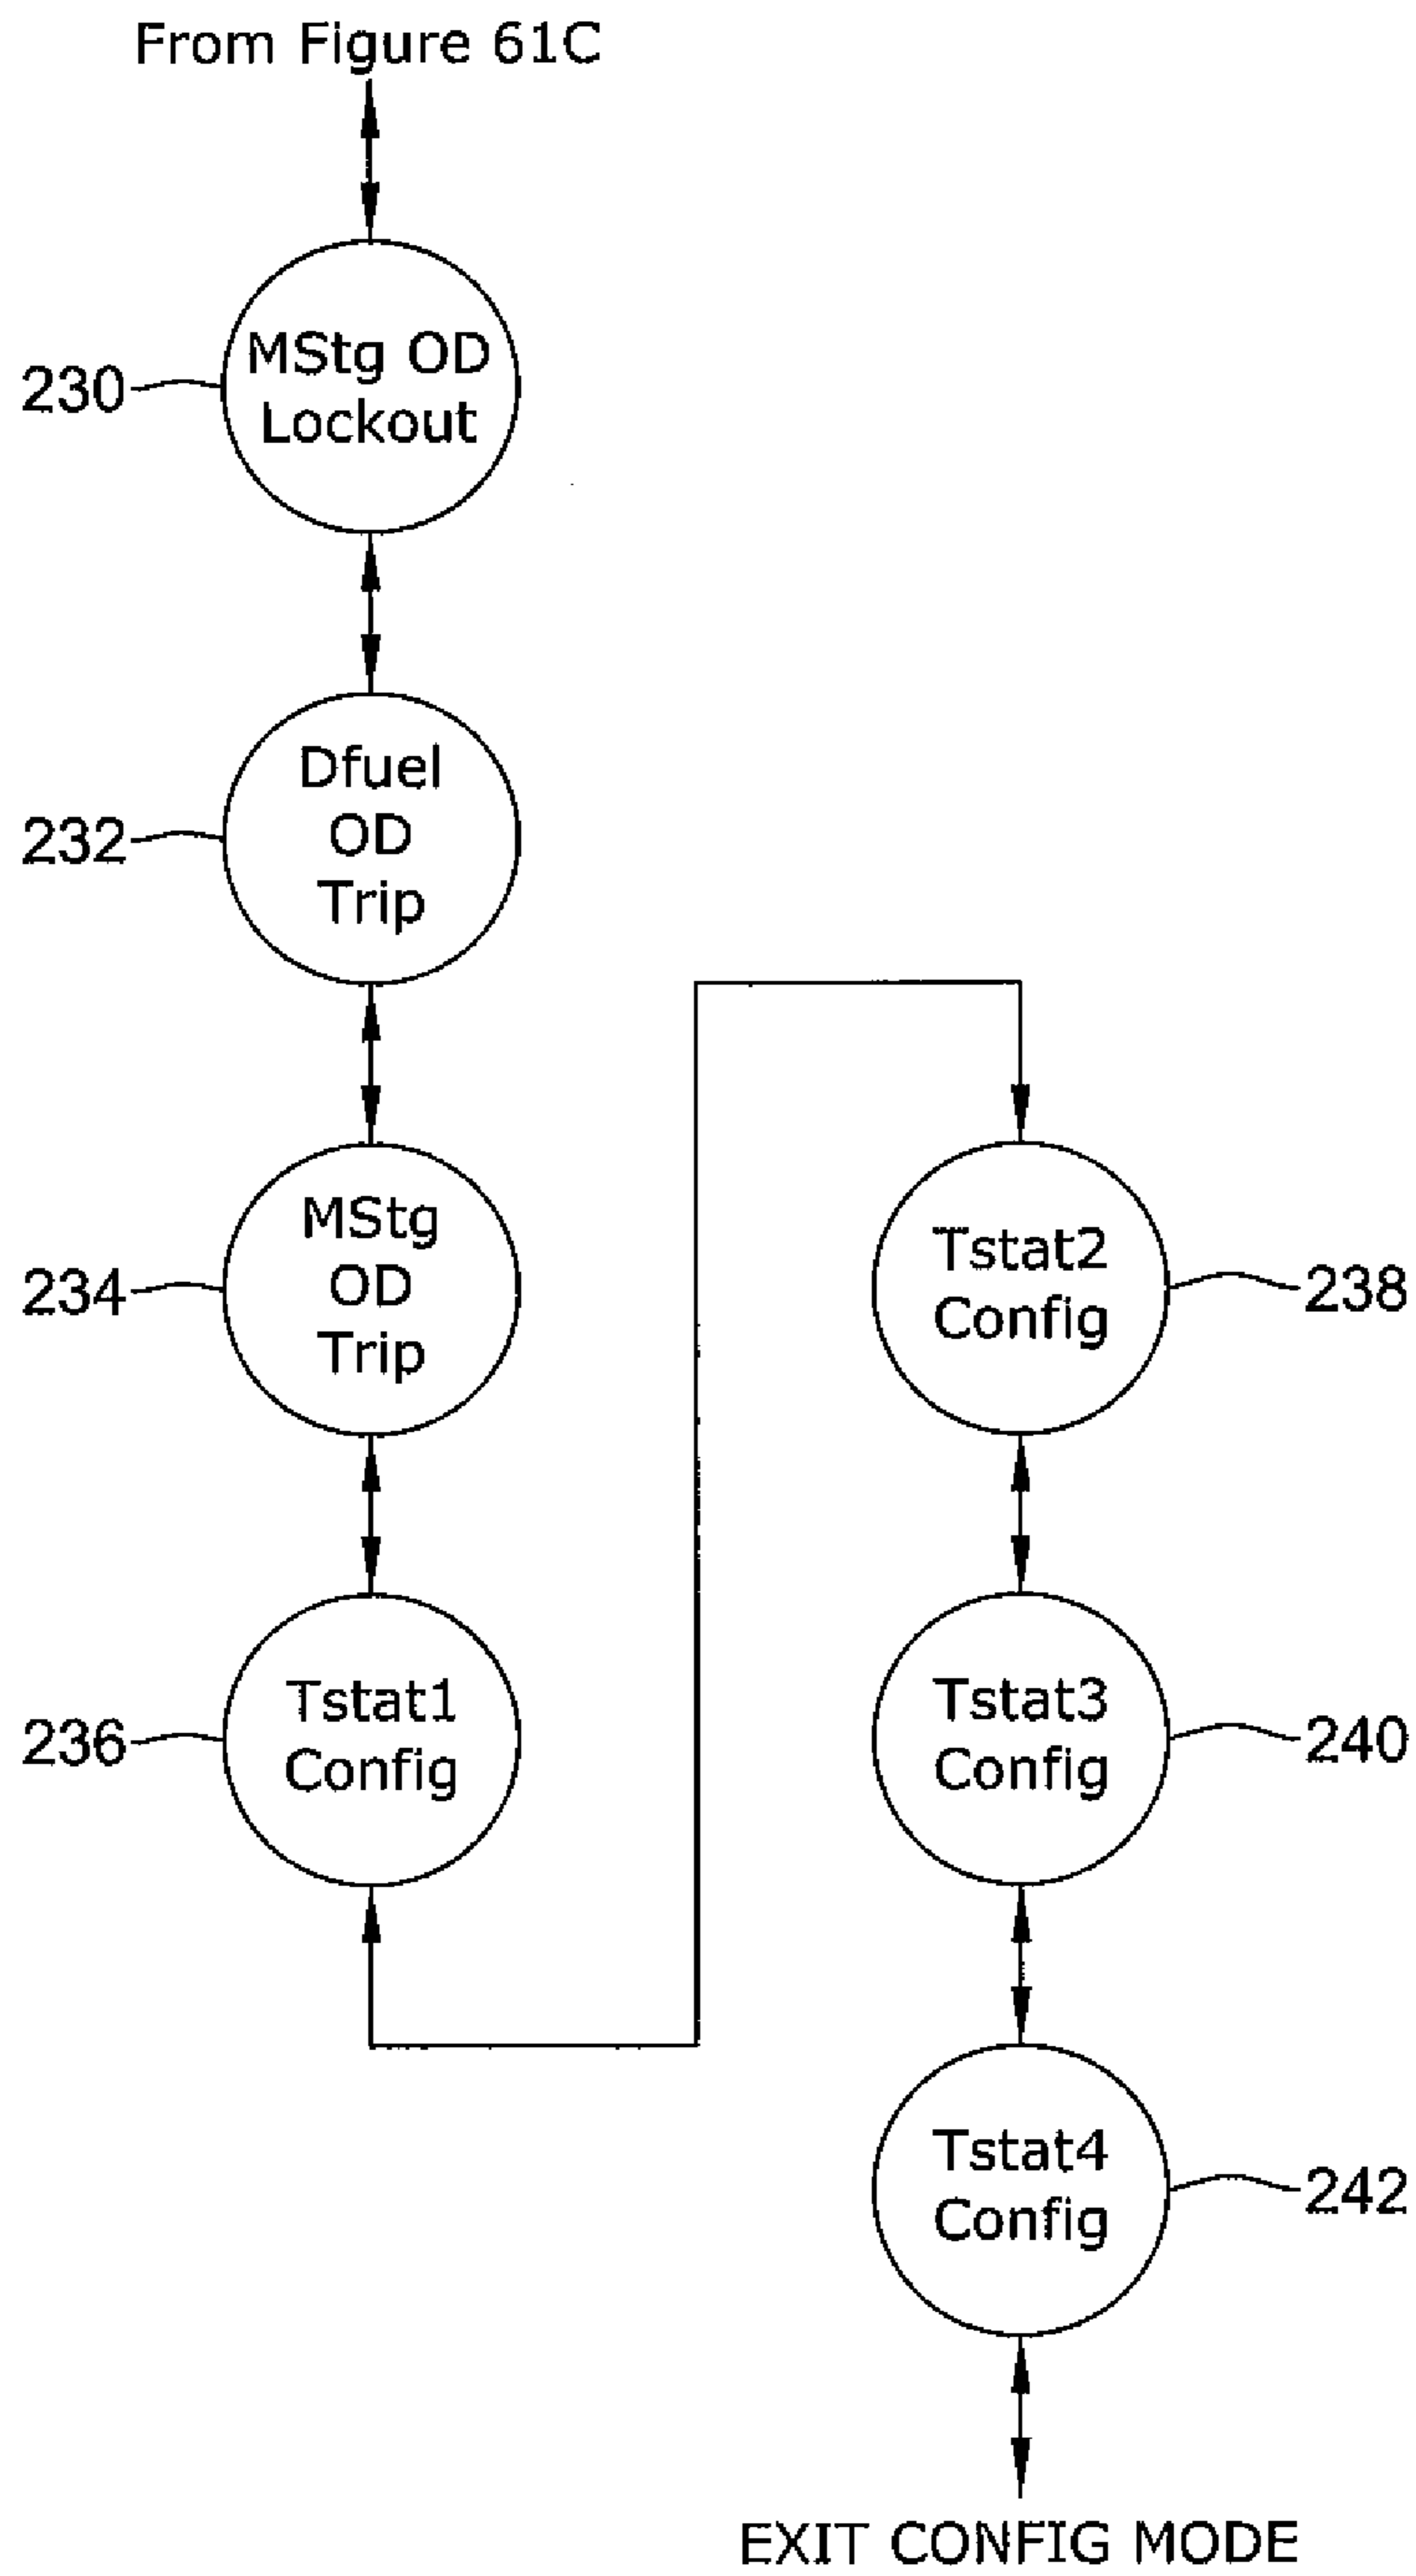 From Figure 61C
MStg OD
Lockout
230
Dfuel
OD
Trip
232
MStg
OD
Trip
234
Tstat1
Config
236
Tstat2
Config
238
Tstat3
Config
240
Tstat4
Config
242
EXIT CONFIG MODE